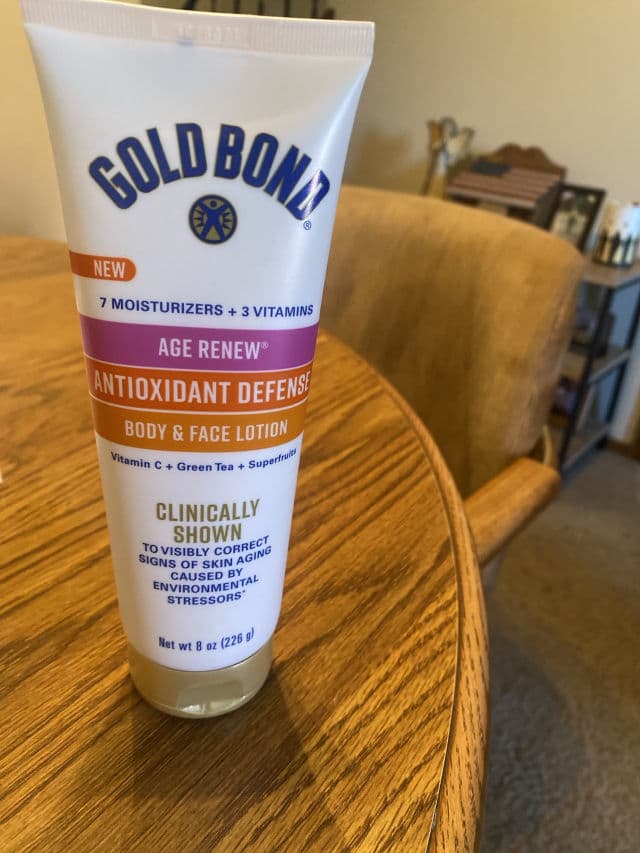 GOLD BOND®
NEW
7 MOISTURIZERS + 3 VITAMINS
AGE RENEW®
ANTIOXIDANT DEFENSE
BODY & FACE LOTION
Vitamin C + Green Tea + Superfruits
CLINICALLY
SHOWN
TO VISIBLY CORRECT
SIGNS OF SKIN AGING
CAUSED BY
ENVIRONMENTAL
STRESSORS*
Net wt 8 oz (226 g)